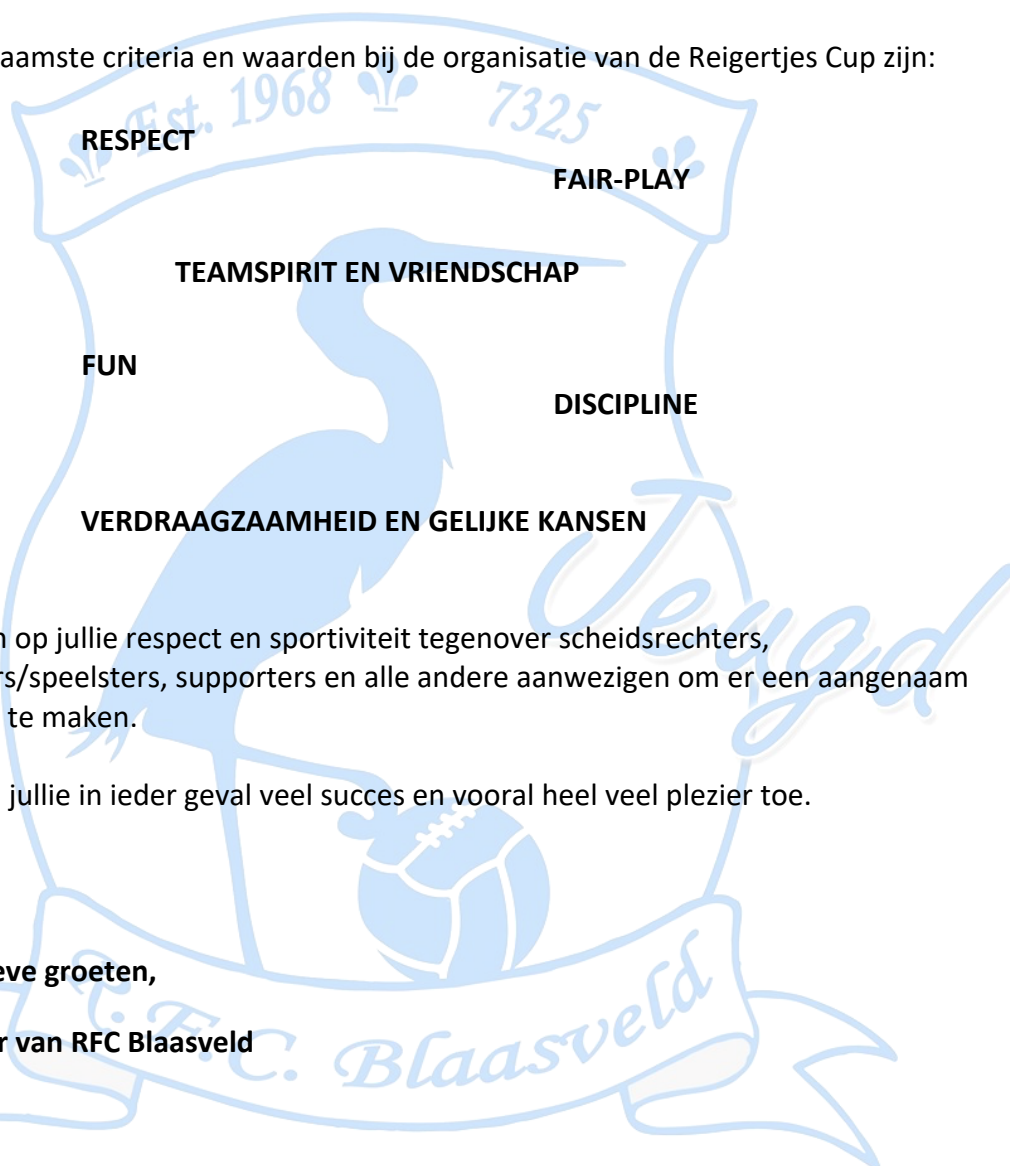 aamste criteria en waarden bij de organisatie van de Reigertjes Cup zijn:
Est. 1968 7325
RESPECT
FAIR-PLAY
TEAMSPIRIT EN VRIENDSCHAP
FUN
DISCIPLINE
VERDRAAGZAAMHEID EN GELIJKE KANSEN
Jeugd
op jullie respect en sportiviteit tegenover scheidsrechters,
rs/speelsters, supporters en alle andere aanwezigen om er een aangenaam
te maken.
jullie in ieder geval veel succes en vooral heel veel plezier toe.
eve groeten,
r van RFC Blaasveld
R.F.C. Blaasveld